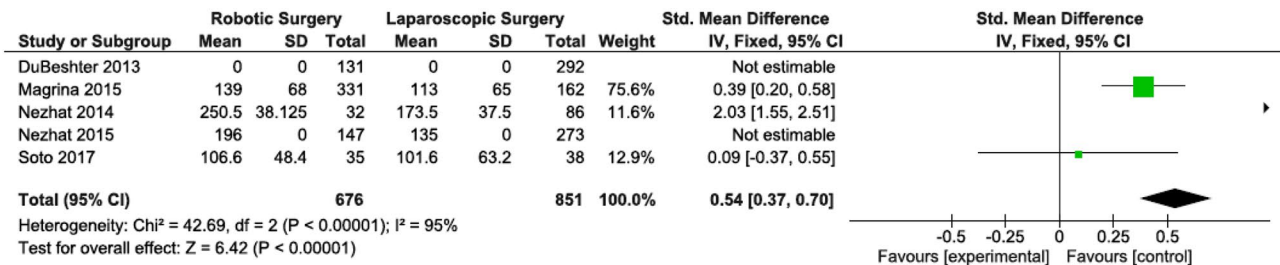 Robotic Surgery Laparoscopic Surgery Std. Mean Difference Std. Mean Difference
Study or Subgroup Mean SD Total Mean SD Total Weight IV, Fixed, 95% CI IV, Fixed, 95% CI
DuBeshter 2013 0 0 131 0 0 292 Not estimable
Magrina 2015 139 68 331 113 65 162 75.6% 0.39 [0.20, 0.58]
Nezhat 2014 250.5 38.125 32 173.5 37.5 86 11.6% 2.03 [1.55, 2.51]
Nezhat 2015 196 0 147 135 0 273 Not estimable
Soto 2017 106.6 48.4 35 101.6 63.2 38 12.9% 0.09 [-0.37, 0.55]
Total (95% CI) 676 851 100.0% 0.54 [0.37, 0.70]
Heterogeneity: Chi² = 42.69, df = 2 (P < 0.00001); I² = 95%
Test for overall effect: Z = 6.42 (P < 0.00001)
-0.5 -0.25 0 0.25 0.5
Favours [experimental] Favours [control]